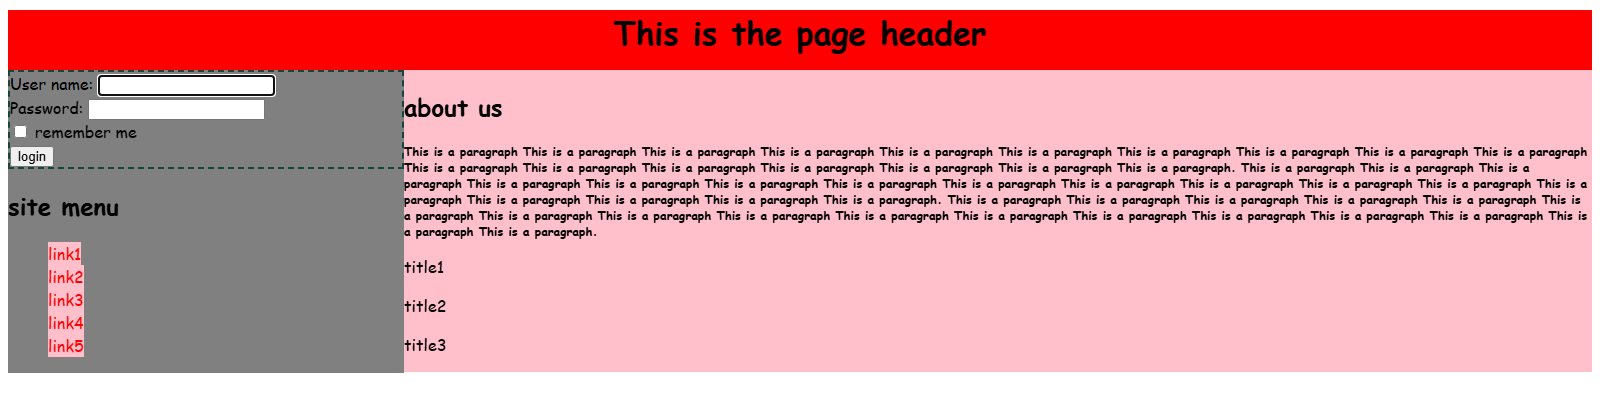 This is the page header
User name:
Password:
remember me
login
site menu
link1
link2
link3
link4
link5
about us
This is a paragraph This is a paragraph This is a paragraph This is a paragraph This is a paragraph This is a paragraph This is a paragraph This is a paragraph This is a paragraph This is a paragraph
This is a paragraph This is a paragraph This is a paragraph This is a paragraph This is a paragraph This is a paragraph This is a paragraph. This is a paragraph This is a paragraph This is a
paragraph This is a paragraph This is a paragraph This is a paragraph This is a paragraph This is a paragraph This is a paragraph This is a paragraph This is a paragraph This is a paragraph This is a
paragraph This is a paragraph This is a paragraph This is a paragraph This is a paragraph. This is a paragraph This is a paragraph This is a paragraph This is a paragraph This is a paragraph This is
a paragraph This is a paragraph This is a paragraph This is a paragraph This is a paragraph This is a paragraph This is a paragraph This is a paragraph This is a paragraph This is a paragraph This is
a paragraph This is a paragraph.
title1
title2
title3